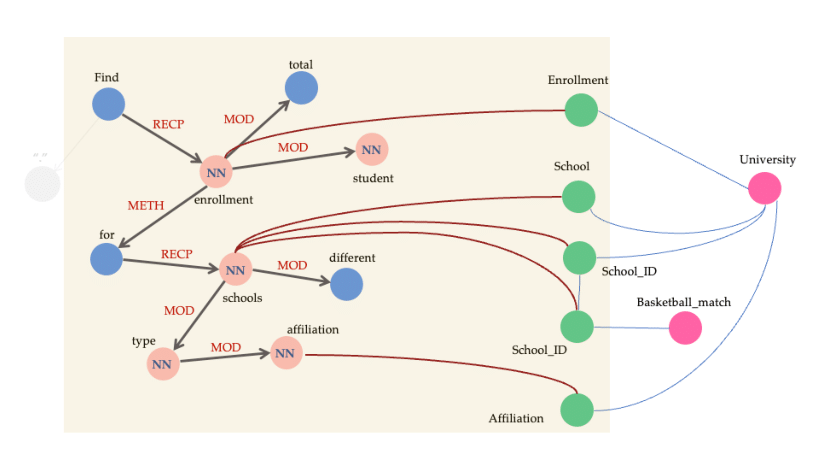 total
Find
Enrollment
MOD
RECP
MOD
NN
School
University
NN
student
METH
enrollment
for
RECP
different
MOD
School_ID
NN
schools
Basketball_match
MOD
affiliation
type
MOD
NN
School_ID
NN
Affiliation